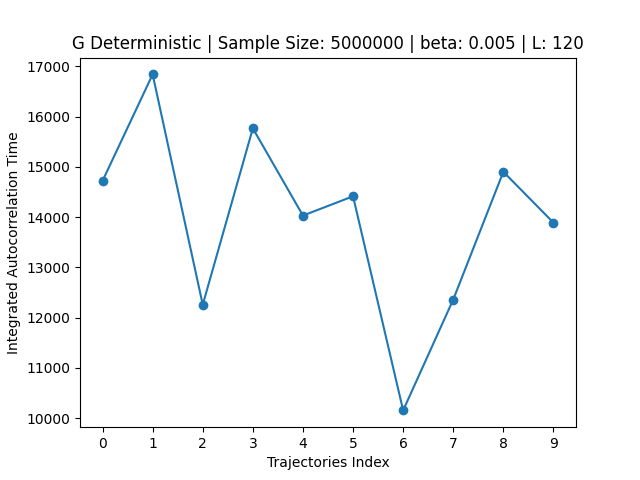 G Deterministic | Sample Size: 5000000 | beta: 0.005 | L: 120
Integrated Autocorrelation Time
17000
16000
15000
14000
13000
12000
11000
10000
0 1 2 3 4 5 6 7 8 9
Trajectories Index